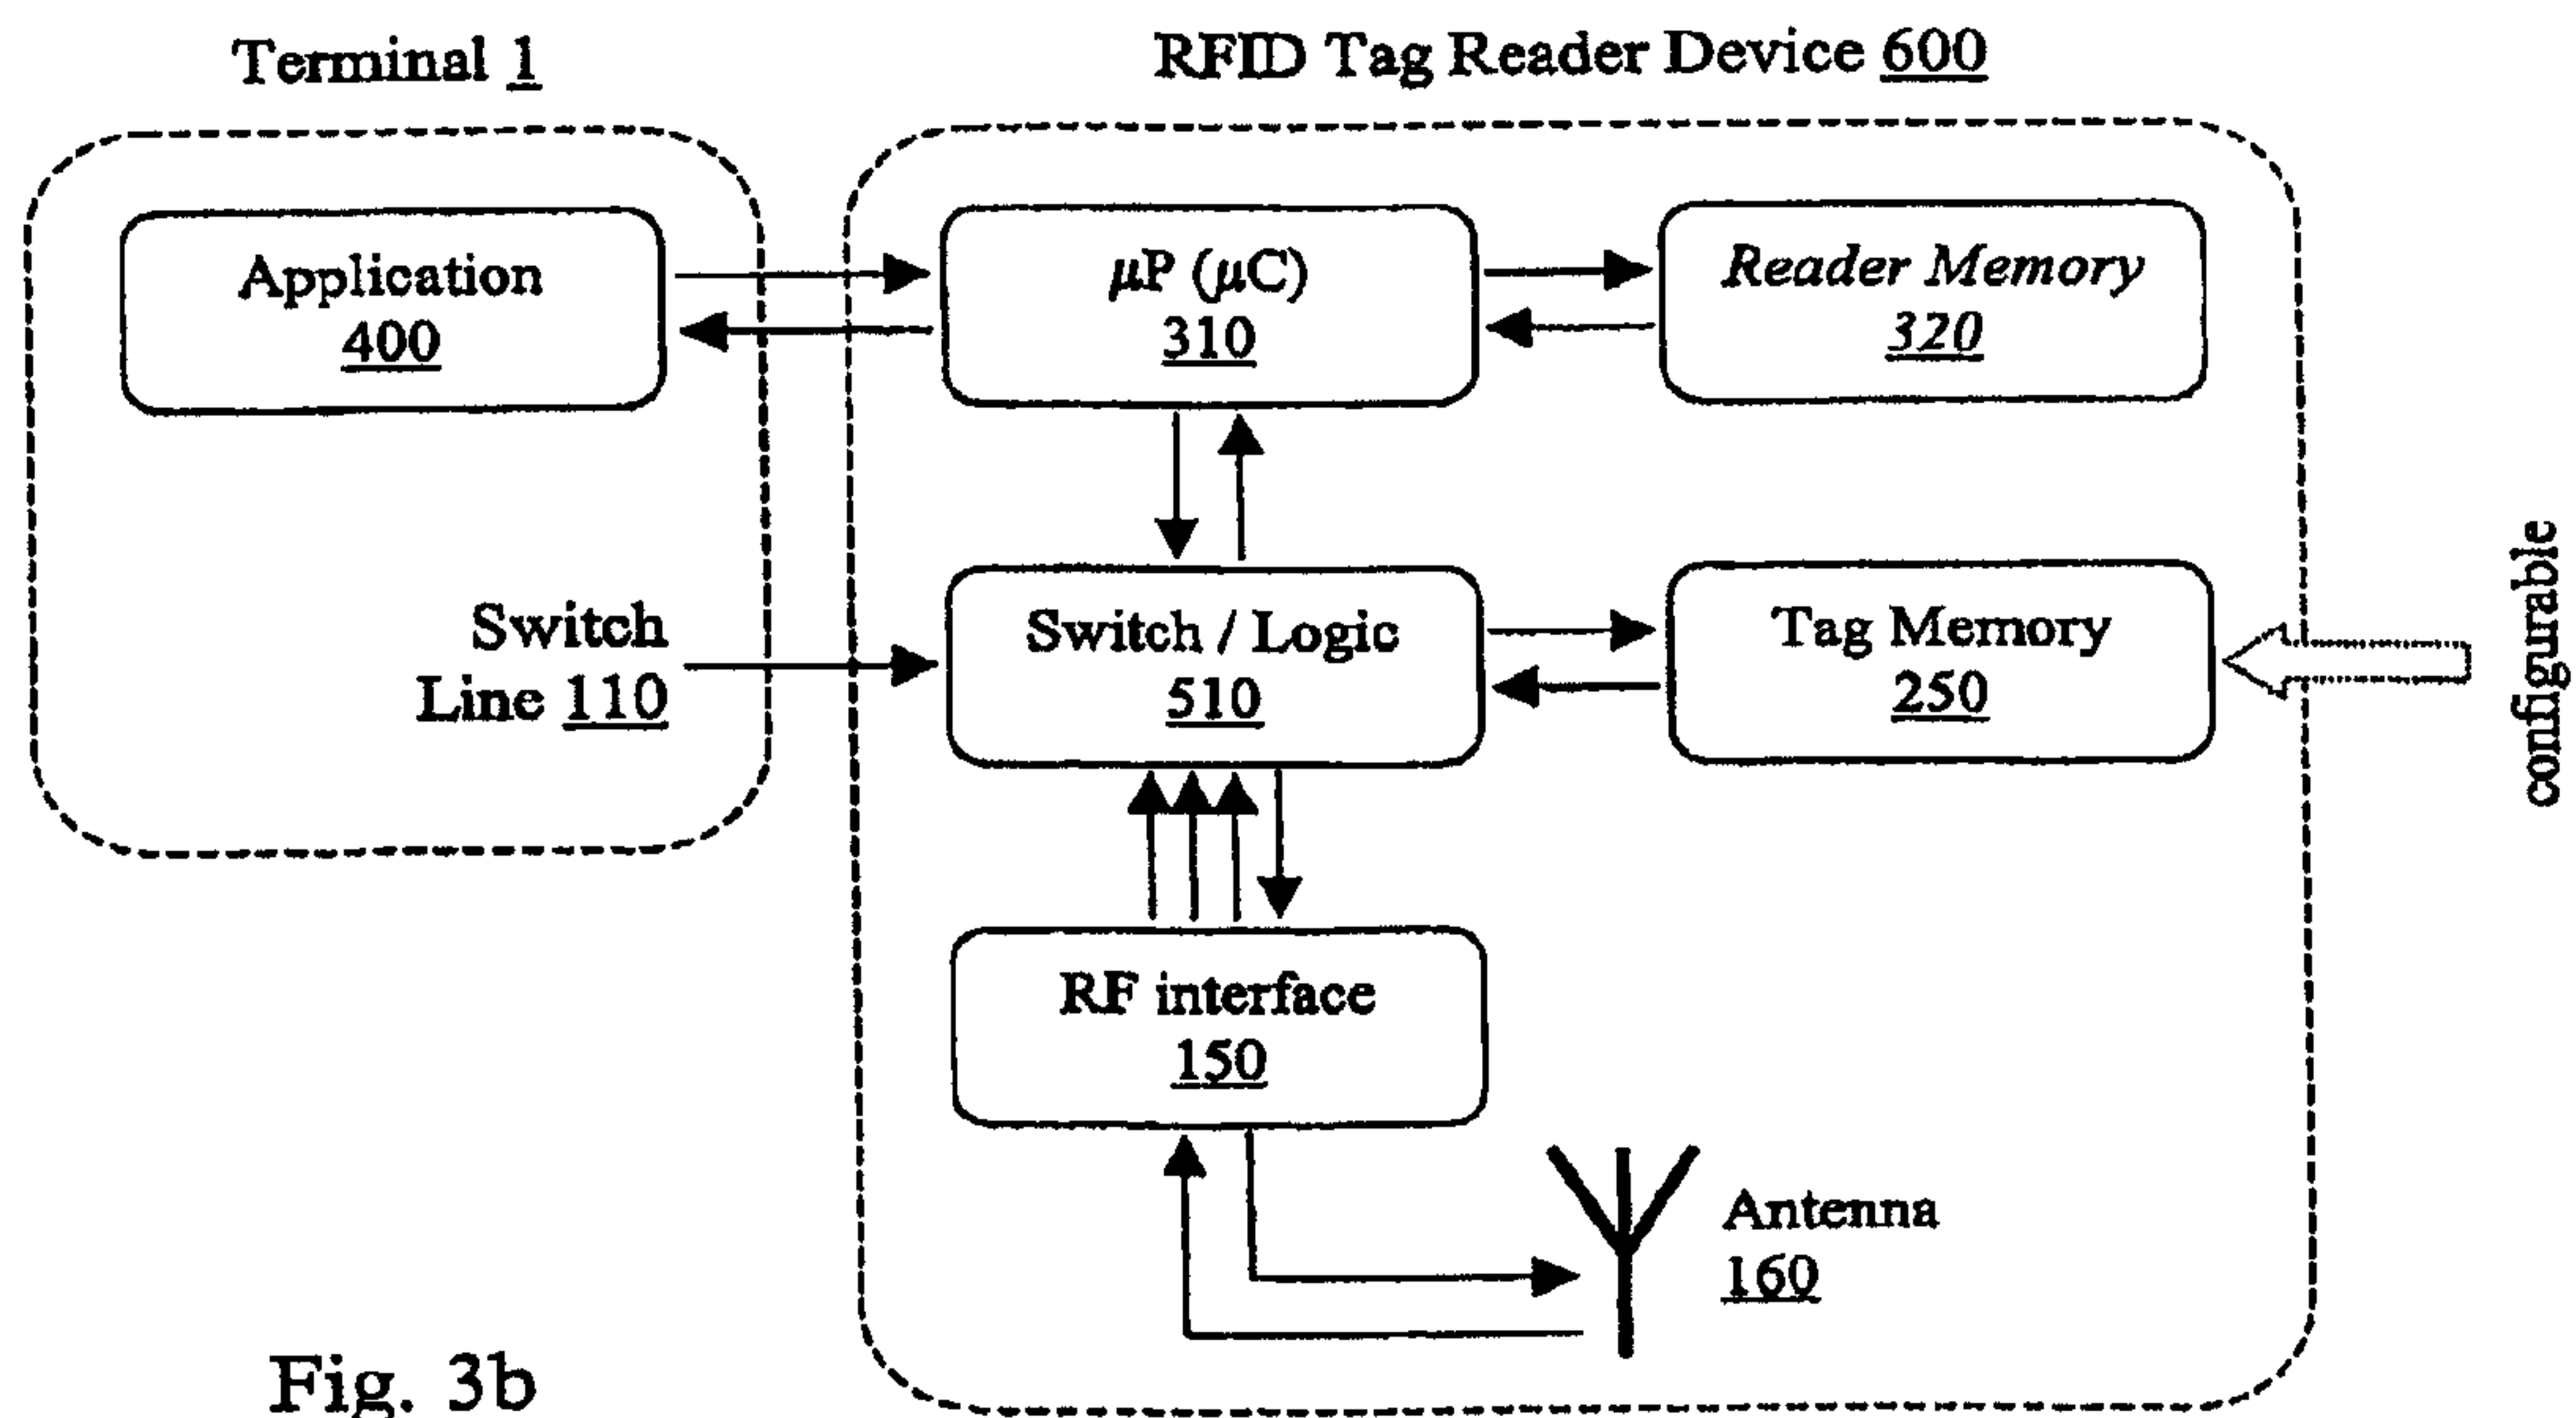 Terminal 1
RFID Tag Reader Device 600
Application
400
μP (μC)
310
Reader Memory
320
Switch
Line 110
Switch / Logic
510
Tag Memory
250
configurable
RF interface
150
Antenna
160
Fig. 3b